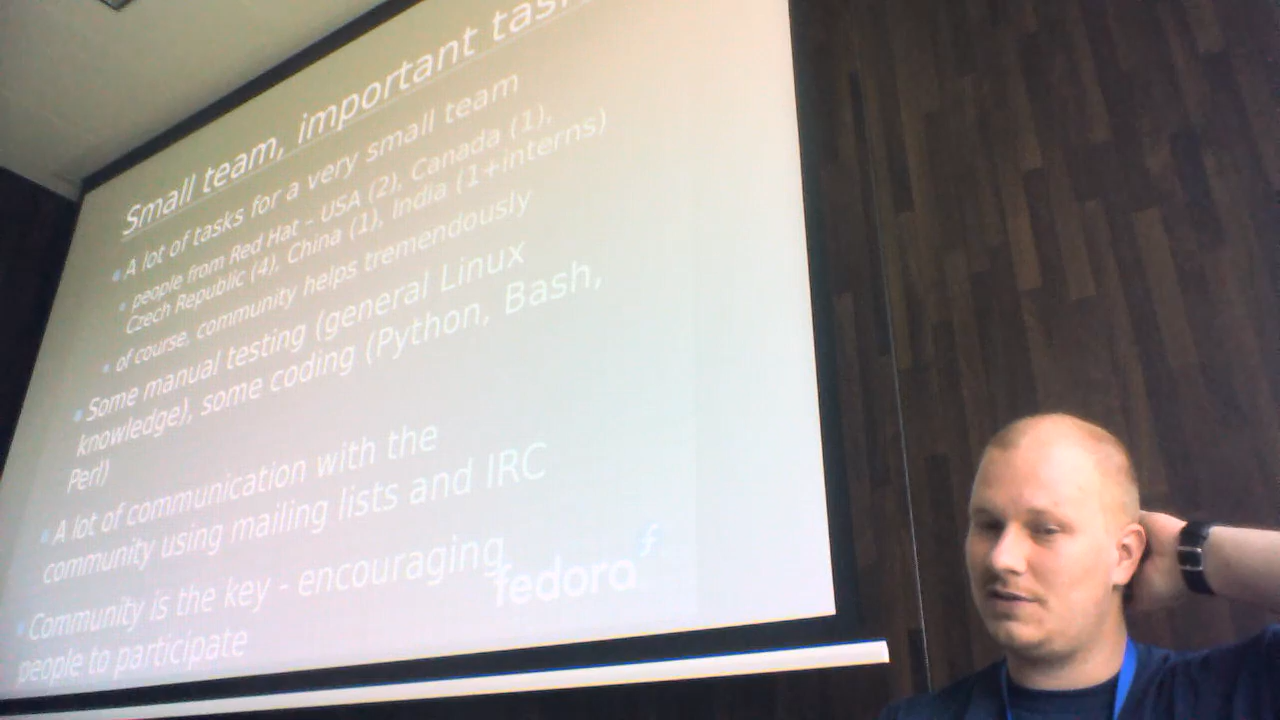 Small team, important task
A lot of tasks for a very small team
people from Red Hat – USA (2), Canada (1),
Czech Republic (4), China (1), India (1+interns)
of course, community helps tremendously
Some manual testing (general Linux
knowledge), some coding (Python, Bash,
Perl)
A lot of communication with the
community using mailing lists and IRC
Community is the key - encouraging
people to participate
fedora